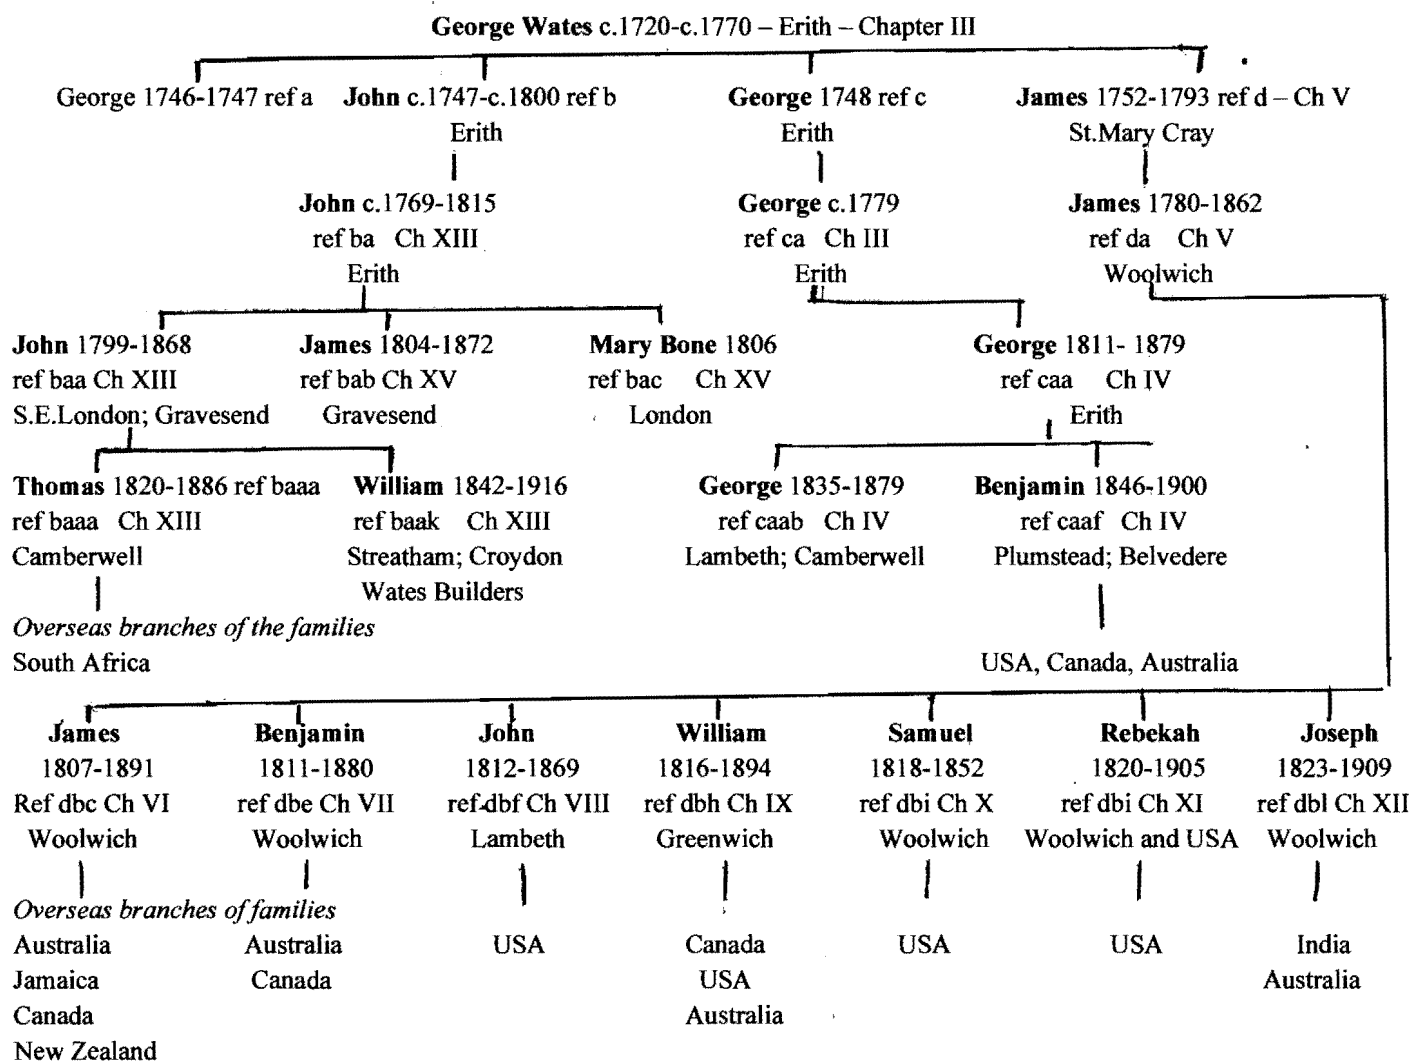 George Wates c.1720-c.1770 – Erith – Chapter III
George 1746-1747 ref a John c.1747-c.1800 ref b George 1748 ref c James 1752-1793 ref d – Ch V
Erith Erith St.Mary Cray
John c.1769-1815 George c.1779 James 1780-1862
ref ba Ch XIII ref ca Ch III ref da Ch V
Erith Erith Woolwich
John 1799-1868 James 1804-1872 Mary Bone 1806 George 1811- 1879
ref baa Ch XIII ref bab Ch XV ref bac Ch XV ref caa Ch IV
S.E.London; Gravesend Gravesend London Erith
Thomas 1820-1886 ref baaa William 1842-1916 George 1835-1879 Benjamin 1846-1900
ref baaa Ch XIII ref baak Ch XIII ref caab Ch IV ref caaf Ch IV
Camberwell Streatham; Croydon Lambeth; Camberwell Plumstead; Belvedere
Wates Builders
Overseas branches of the families
South Africa USA, Canada, Australia
James Benjamin John William Samuel Rebekah Joseph
1807-1891 1811-1880 1812-1869 1816-1894 1818-1852 1820-1905 1823-1909
Ref dbc Ch VI ref dbe Ch VII ref dbf Ch VIII ref dbh Ch IX ref dbi Ch X ref dbi Ch XI ref dbl Ch XII
Woolwich Woolwich Lambeth Greenwich Woolwich Woolwich and USA Woolwich
Overseas branches of families
Australia Australia USA Canada USA USA India
Jamaica Canada USA Australia
Canada Australia
New Zealand